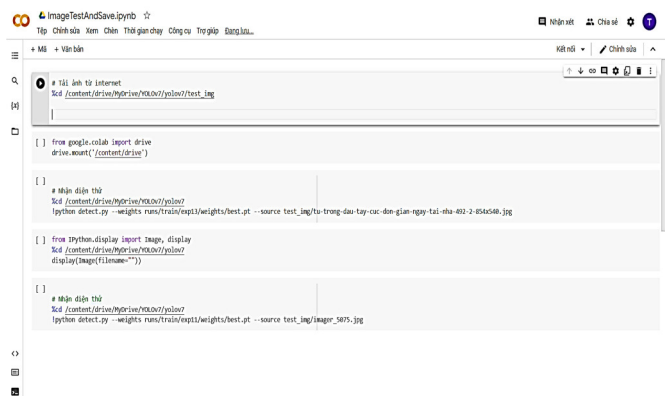 CO ImageTestAndSave.ipynb ☆
Nhận xét Chia sẻ T
Tệp Chỉnh sửa Xem Chèn Thời gian chạy Công cụ Trợ giúp Đang lưu...
+ Mã + Văn bản
Kết nối Chỉnh sửa
# Tải ảnh từ internet
%cd /content/drive/MyDrive/YOLOv7/yolov7/test_img
{x}
[ ] from google.colab import drive
drive.mount('/content/drive')
[ ]
# Nhận diện thử
%cd /content/drive/MyDrive/YOLOv7/yolov7
!python detect.py --weights runs/train/exp13/weights/best.pt --source test_img/tu-trong-dau-tay-cuc-don-gian-ngay-tai-nha-492-2-854x540.jpg
[ ] from IPython.display import Image, display
%cd /content/drive/MyDrive/YOLOv7/yolov7
display(Image(filename=""))
[ ]
# Nhận diện thử
%cd /content/drive/MyDrive/YOLOv7/yolov7
!python detect.py --weights runs/train/exp11/weights/best.pt --source test_img/imager_5075.jpg